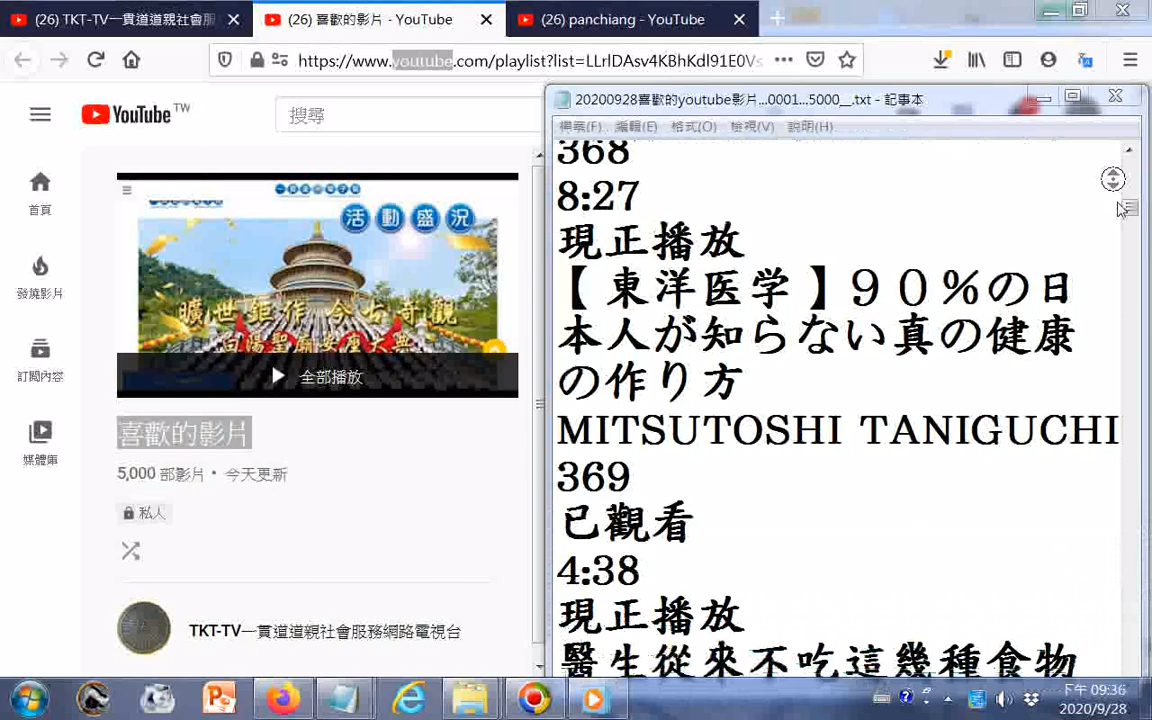 (26) TKT-TV一貫道道親社會服
(26) 喜歡的影片 - YouTube
(26) panchiang - YouTube
https://www.youtube.com/playlist?list=LLrlDAsv4KBhKdl91E0Vs
YouTube TW
搜尋
首頁
發燒影片
訂閱內容
媒體庫
活動盛況
曠世鉅作 今古奇觀
白陽聖廟安座大典
全部播放
喜歡的影片
5,000 部影片 • 今天更新
私人
TKT-TV一貫道道親社會服務網路電視台
20200928喜歡的youtube影片...0001...5000__.txt - 記事本
檔案(F) 編輯(E) 格式(O) 檢視(V) 說明(H)
368
8:27
現正播放
【東洋医学】９０％の日
本人が知らない真の健康
の作り方
MITSUTOSHI TANIGUCHI
369
已觀看
4:38
現正播放
醫生從來不吃這幾種食物
下午 09:36
2020/9/28